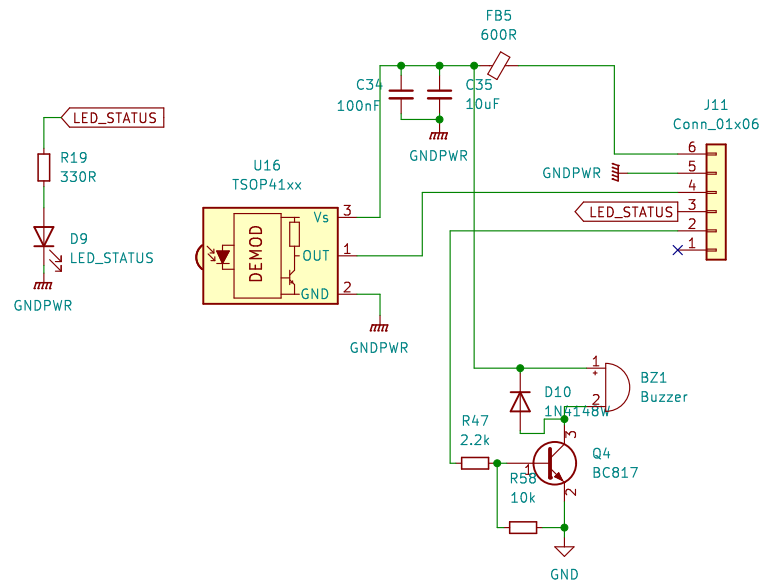 FB5
600R
C34
100nF
C35
10uF
GNDPWR
J11
Conn_01x06
6
5
4
3
2
1
GNDPWR
LED_STATUS
LED_STATUS
R19
330R
D9
LED_STATUS
GNDPWR
U16
TSOP41xx
DEMOD
Vs
3
OUT
1
GND
2
GNDPWR
1
+
2
BZ1
Buzzer
D10
1N4148W
R47
2.2k
3
1
2
Q4
BC817
R58
10k
GND